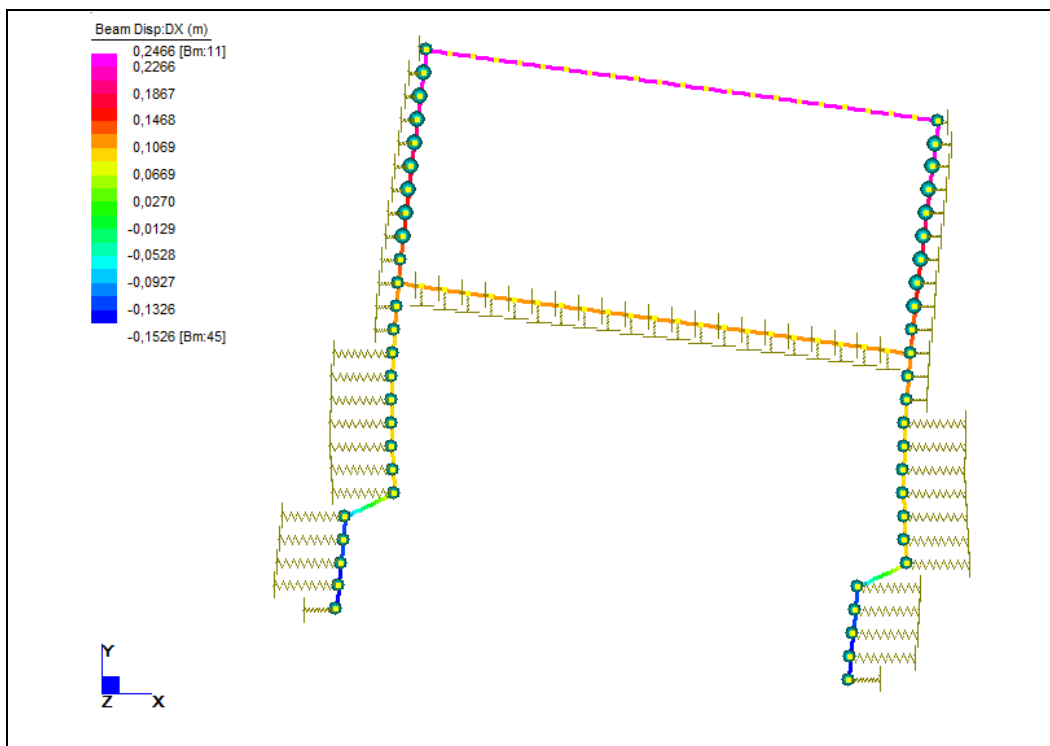 Beam Disp:DX (m)
0,2466 [Bm:11]
0,2266
0,1867
0,1468
0,1069
0,0669
0,0270
-0,0129
-0,0528
-0,0927
-0,1326
-0,1526 [Bm:45]
Y
Z X